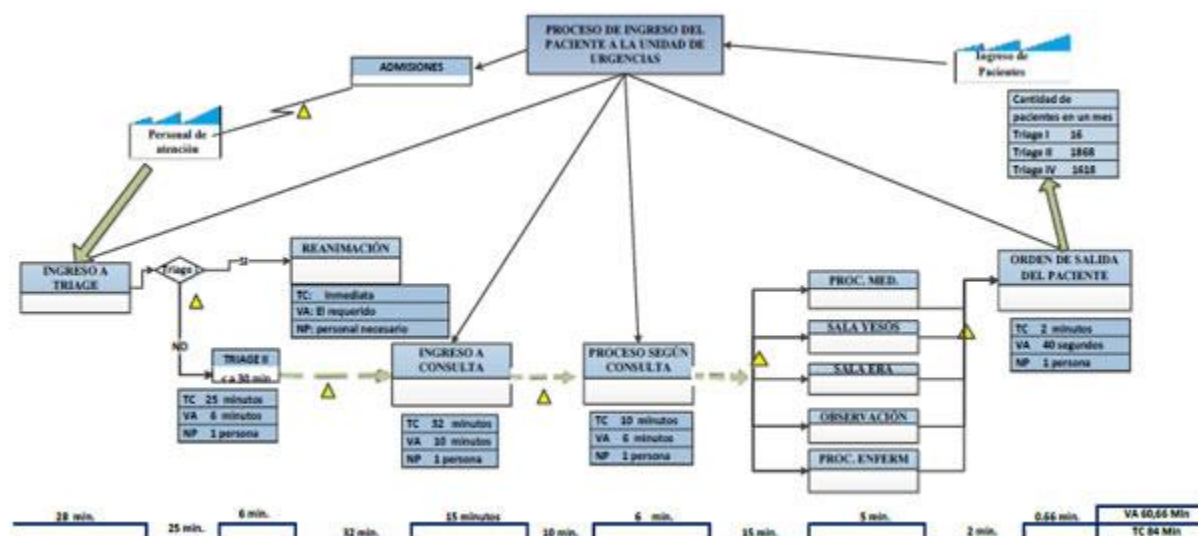 PROCESO DE INGRESO DEL
PACIENTE A LA UNIDAD DE
URGENCIAS
ADMISIONES
Ingreso de
Pacientes
Personal de
atención
Cantidad de
pacientes en un mes
Triage I 16
Triage II 1868
Triage IV 1618
INGRESO A
TRIAGE
Triage
SI
NO
REANIMACIÓN
TC: Inmediata
VA: El requerido
NP: personal necesario
TRIAGE II
< a 30 min
TC 25 minutos
VA 6 minutos
NP 1 persona
INGRESO A
CONSULTA
TC 32 minutos
VA 10 minutos
NP 1 persona
PROCESO SEGÚN
CONSULTA
TC 10 minutos
VA 6 minutos
NP 1 persona
PROC. MED.
SALA YESOS
SALA ERA
OBSERVACIÓN
PROC. ENFERM
ORDEN DE SALIDA
DEL PACIENTE
TC 2 minutos
VA 40 segundos
NP 1 persona
28 min. 6 min. 15 minutos 6 min. 5 min. 0.66 min. VA 60,66 Min
25 min. 32 min. 10 min. 15 min. 2 min. TC 84 Min